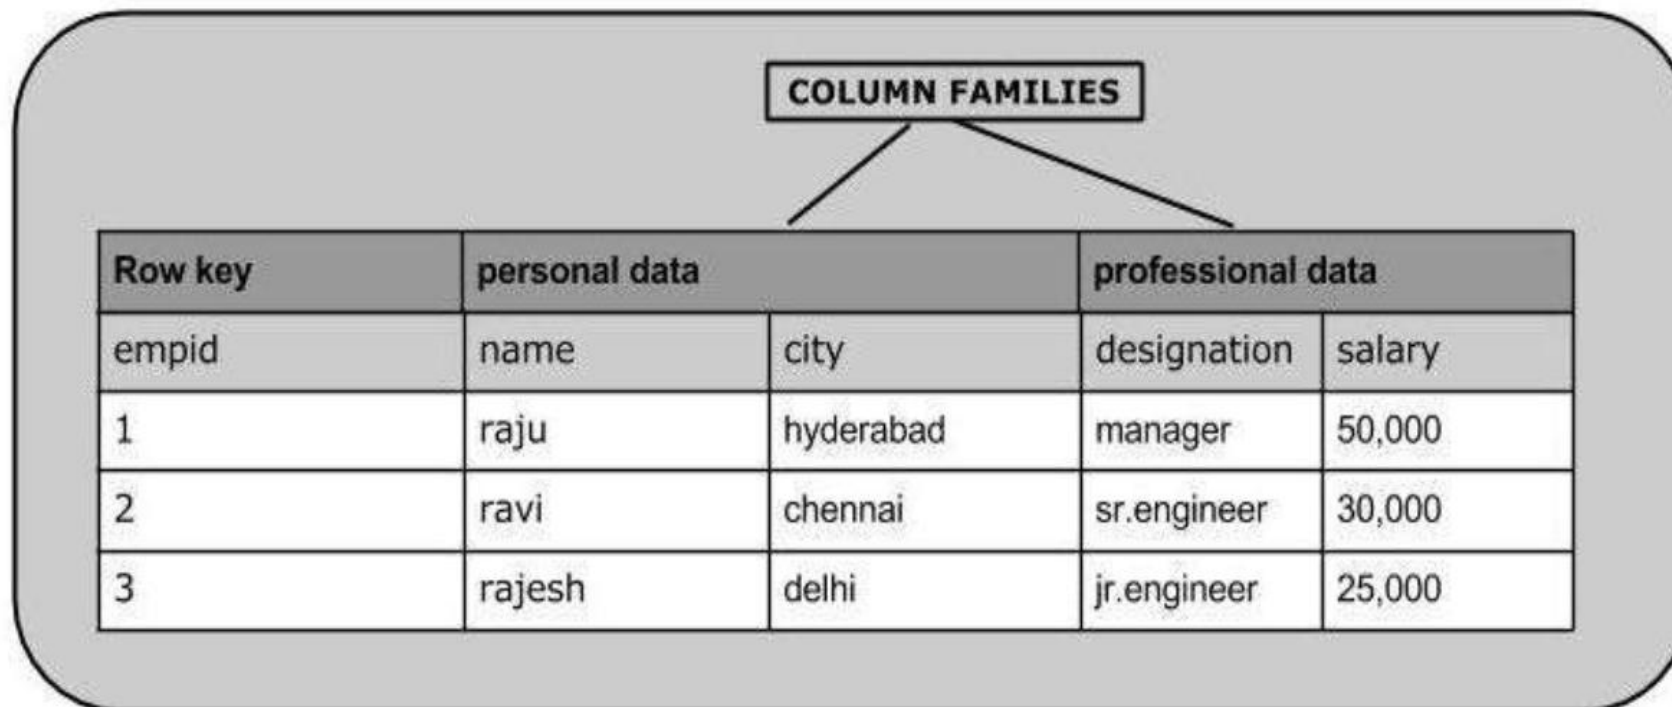 COLUMN FAMILIES
Row key personal data professional data
empid name city designation salary
1 raju hyderabad manager 50,000
2 ravi chennai sr.engineer 30,000
3 rajesh delhi jr.engineer 25,000